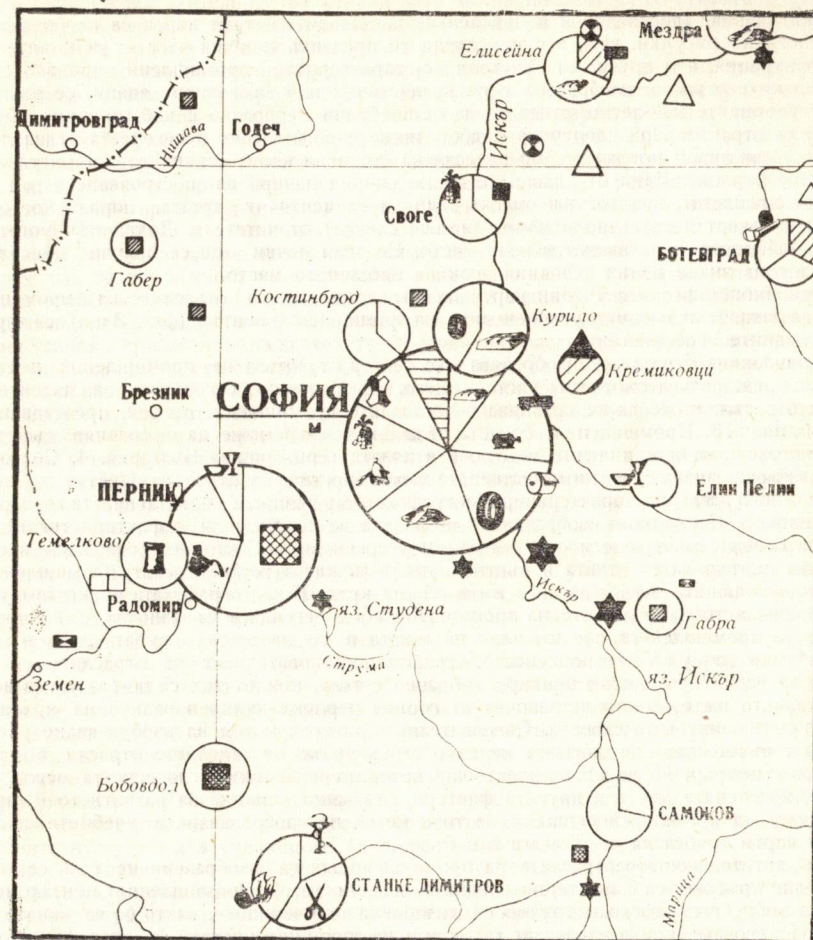 Мездра
Елисейна
Димитровград
Годеч
Нишава
Искър
Своге
БОТЕВГРАД
Габер
Костинброд
Курило
Кремиковци
Брезник
СОФИЯ
ПЕРНИК
Елин Пелин
Темелково
Радомир
яз. Студена
Искър
Габра
Земен
Струма
яз. Искър
Бобовдол
САМОКОВ
СТАНКЕ ДИМИТРОВ
Марица